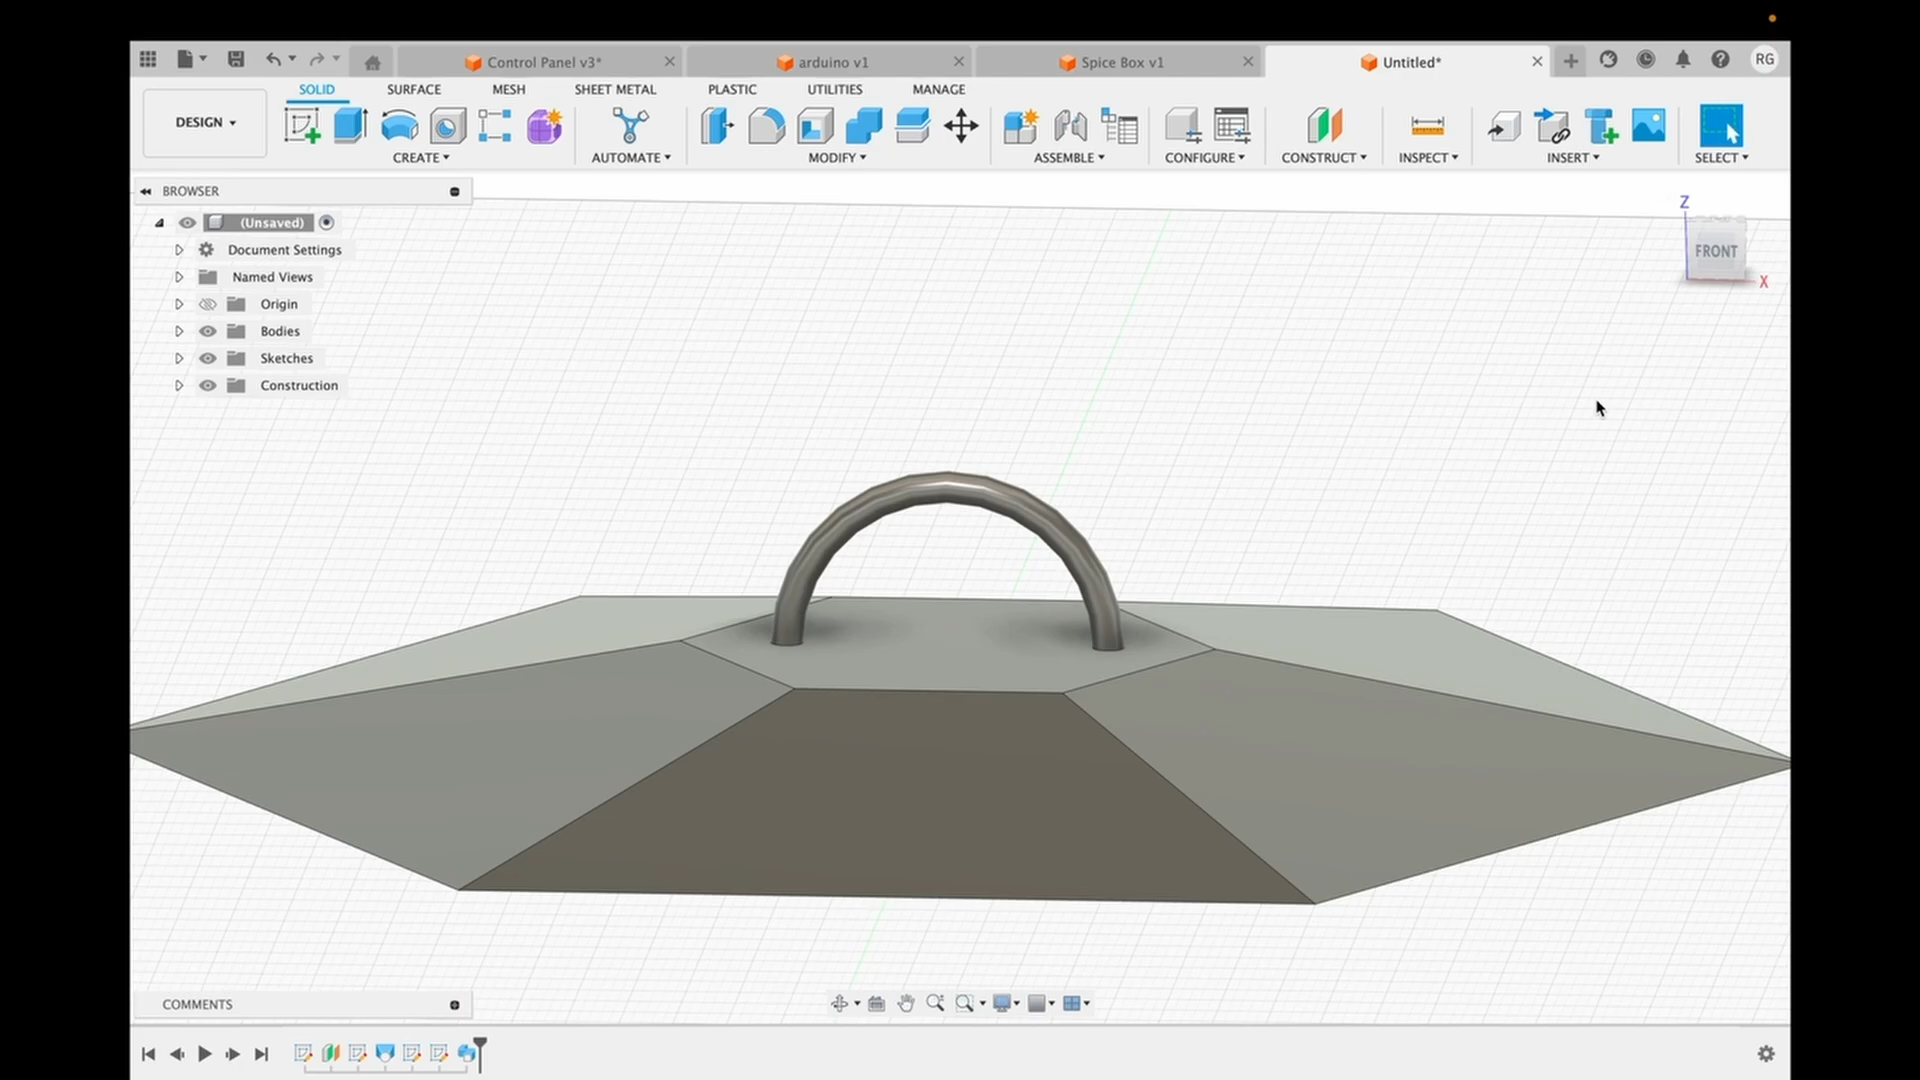 Control Panel v3*
arduino v1
Spice Box v1
Untitled*
RG
SOLID
SURFACE
MESH
SHEET METAL
PLASTIC
UTILITIES
MANAGE
DESIGN
CREATE
AUTOMATE
MODIFY
ASSEMBLE
CONFIGURE
CONSTRUCT
INSPECT
INSERT
SELECT
BROWSER
(Unsaved)
Document Settings
Named Views
Origin
Bodies
Sketches
Construction
Z
FRONT
X
COMMENTS